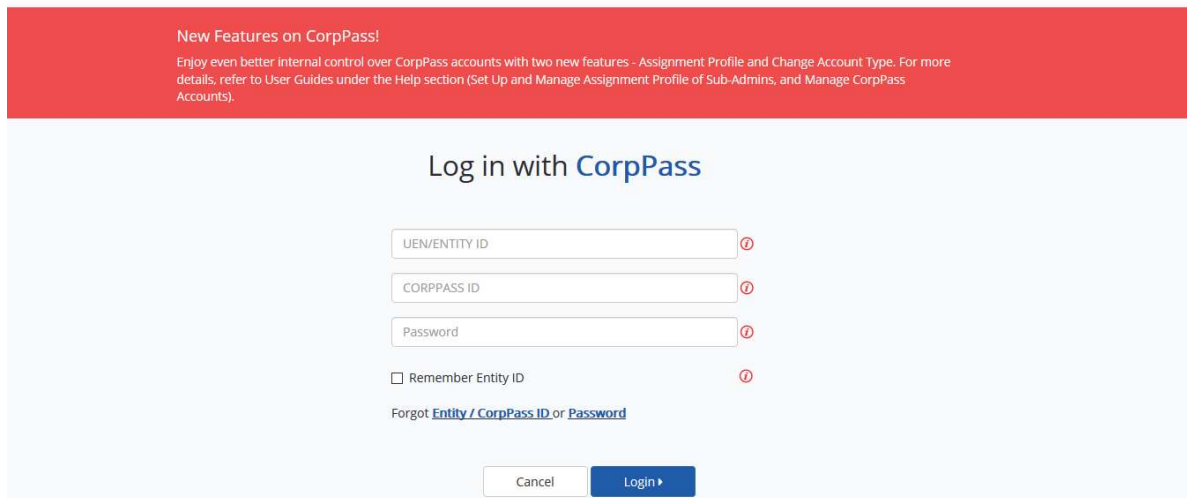 New Features on CorpPass!
Enjoy even better internal control over CorpPass accounts with two new features - Assignment Profile and Change Account Type. For more
details, refer to User Guides under the Help section (Set Up and Manage Assignment Profile of Sub-Admins, and Manage CorpPass
Accounts).
Log in with CorpPass
UEN/ENTITY ID
CORPPASS ID
Password
Remember Entity ID
Forgot Entity / CorpPass ID or Password
Cancel Login